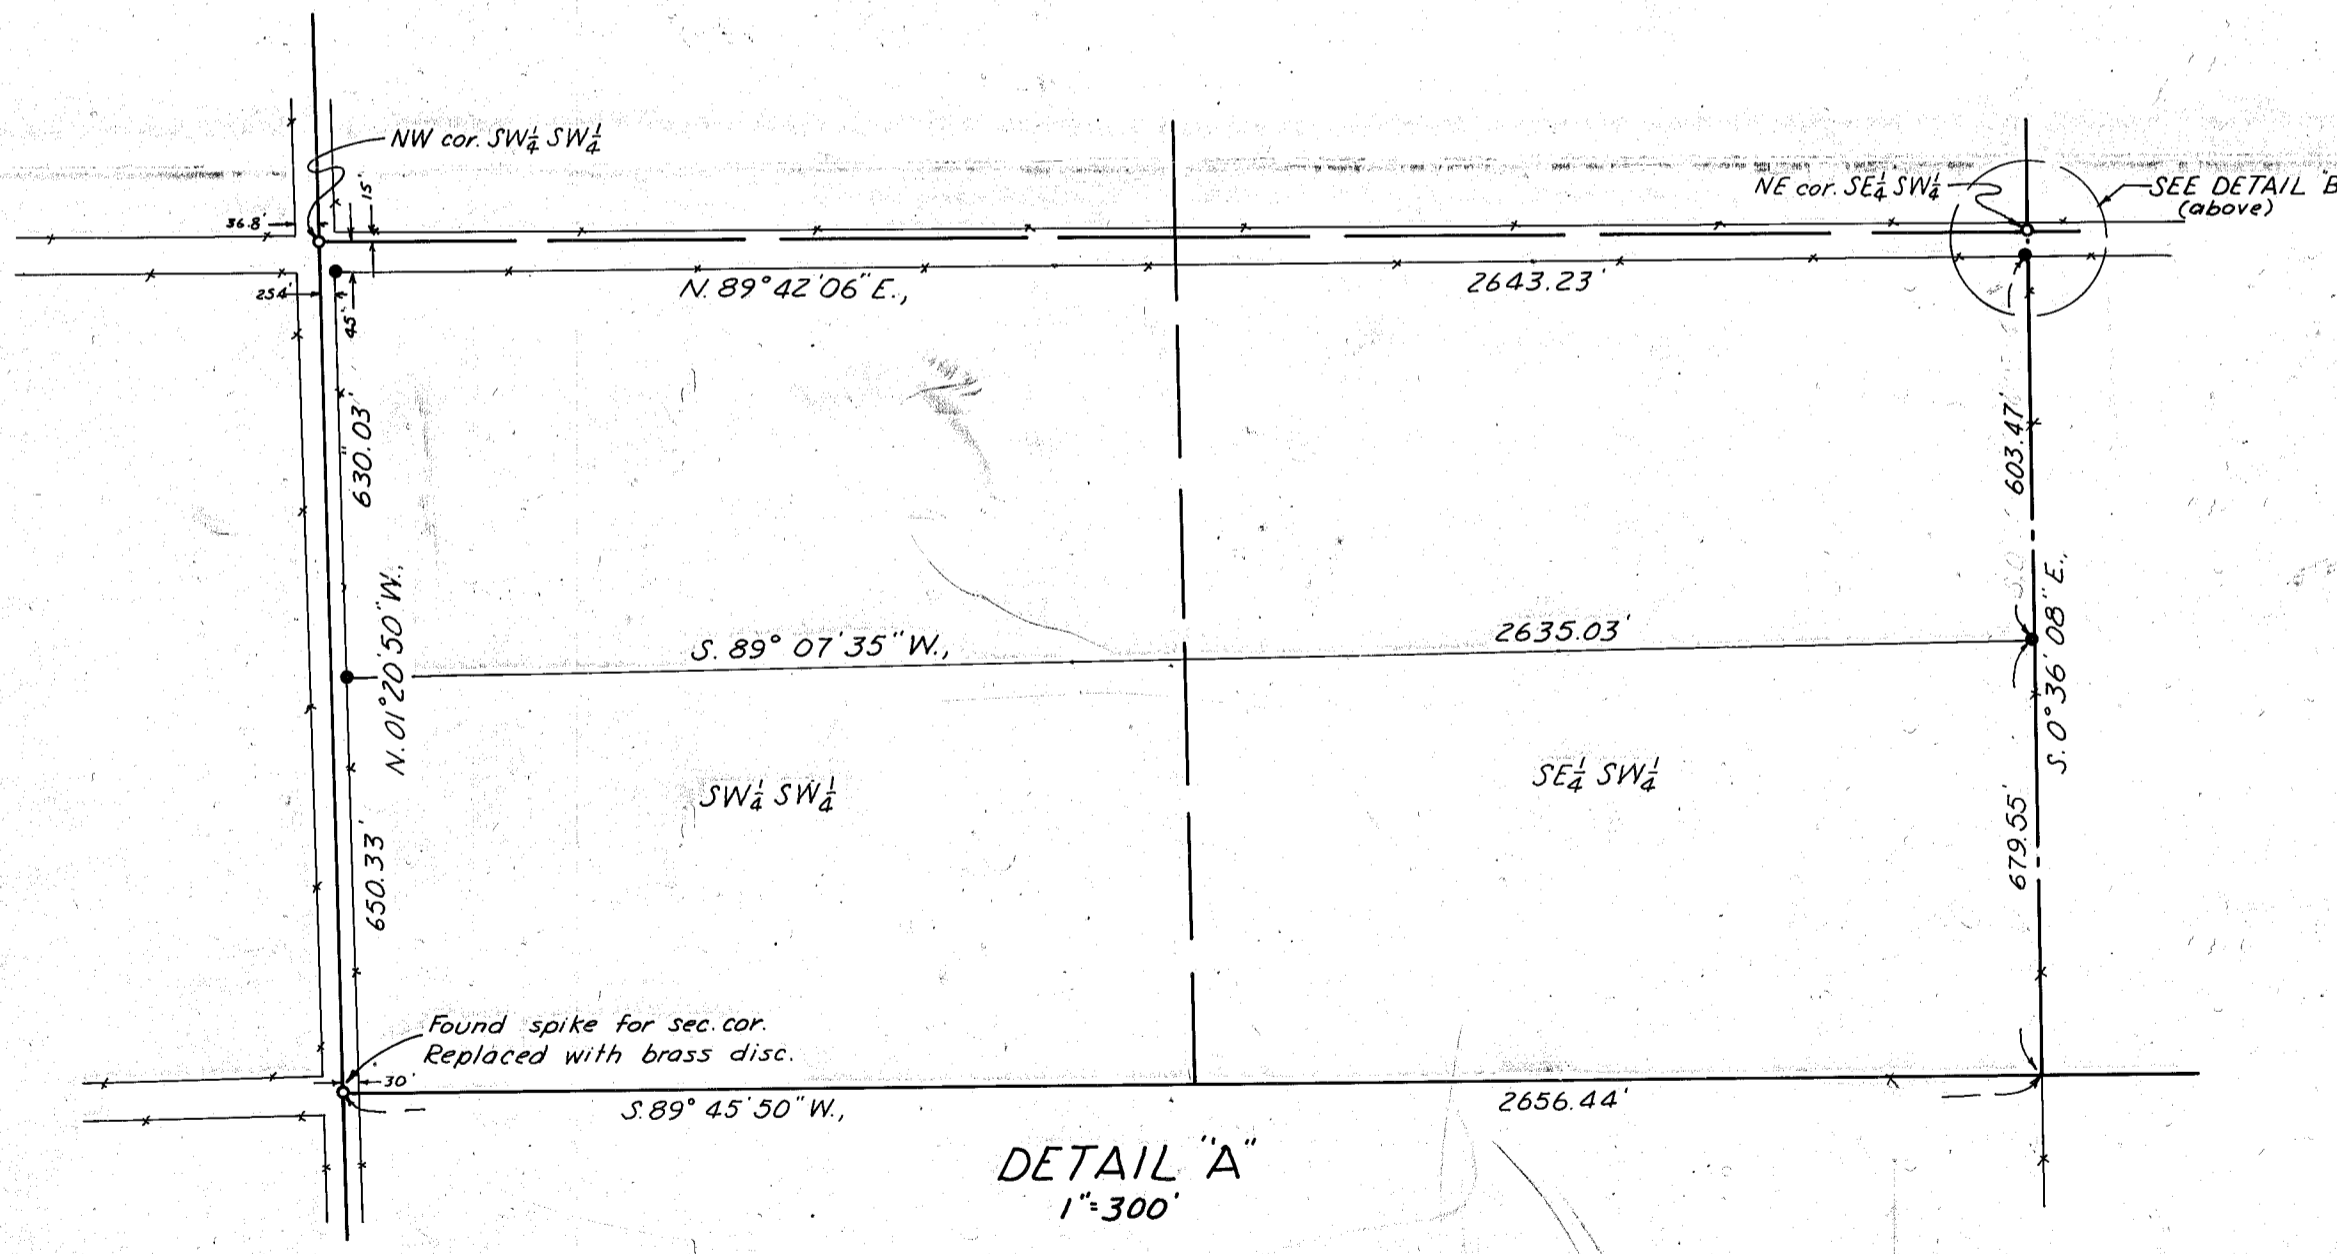 NW cor. SW¼ SW¼
15'
36.8'
NE cor. SE¼ SW¼
SEE DETAIL "B
(above)
25.4'
45'
N. 89° 42' 06" E., 2643.23'
630.03'
603.47'
N. 01° 20' 50" W.,
S. 0° 36' 08" E.,
S. 89° 07' 35" W., 2635.03'
SW¼ SW¼
SE¼ SW¼
650.33'
679.55'
Found spike for sec. cor.
Replaced with brass disc.
30'
S. 89° 45' 50" W., 2656.44'
DETAIL "A"
1"=300'